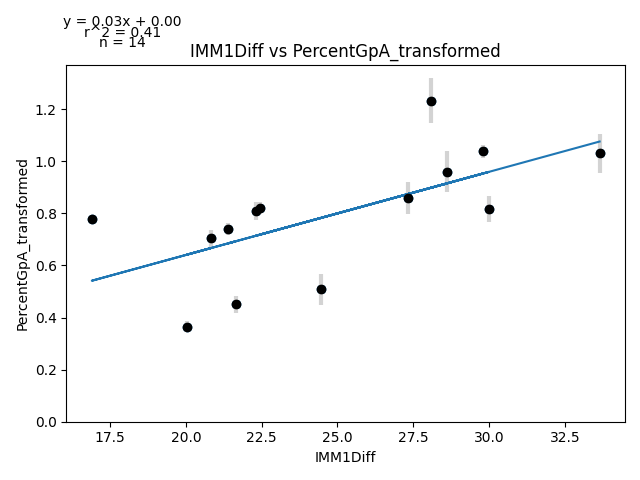 y = 0.03x + 0.00
r^2 = 0.41
n = 14
IMM1Diff vs PercentGpA_transformed
PercentGpA_transformed
1.2
1.0
0.8
0.6
0.4
0.2
0.0
17.5 20.0 22.5 25.0 27.5 30.0 32.5
IMM1Diff